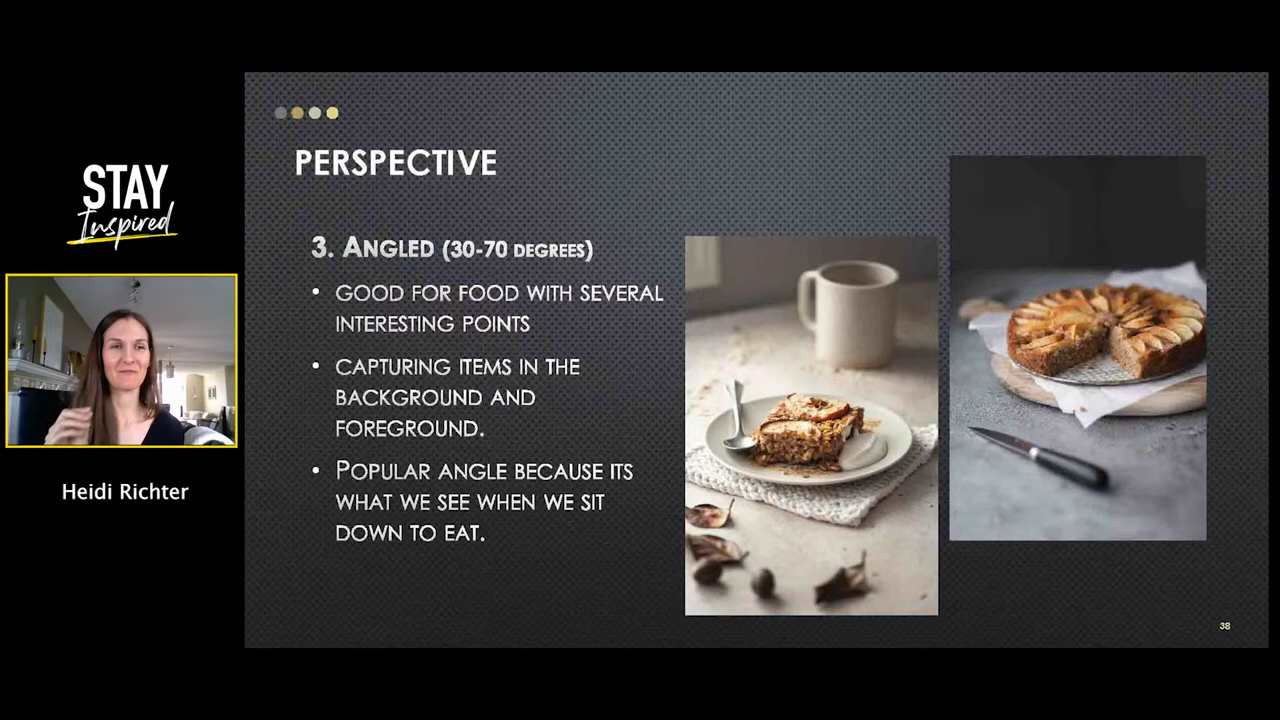 STAY
Inspired
Heidi Richter
PERSPECTIVE
3. ANGLED (30-70 DEGREES)
• GOOD FOR FOOD WITH SEVERAL
INTERESTING POINTS
• CAPTURING ITEMS IN THE
BACKGROUND AND
FOREGROUND.
• POPULAR ANGLE BECAUSE ITS
WHAT WE SEE WHEN WE SIT
DOWN TO EAT.
38